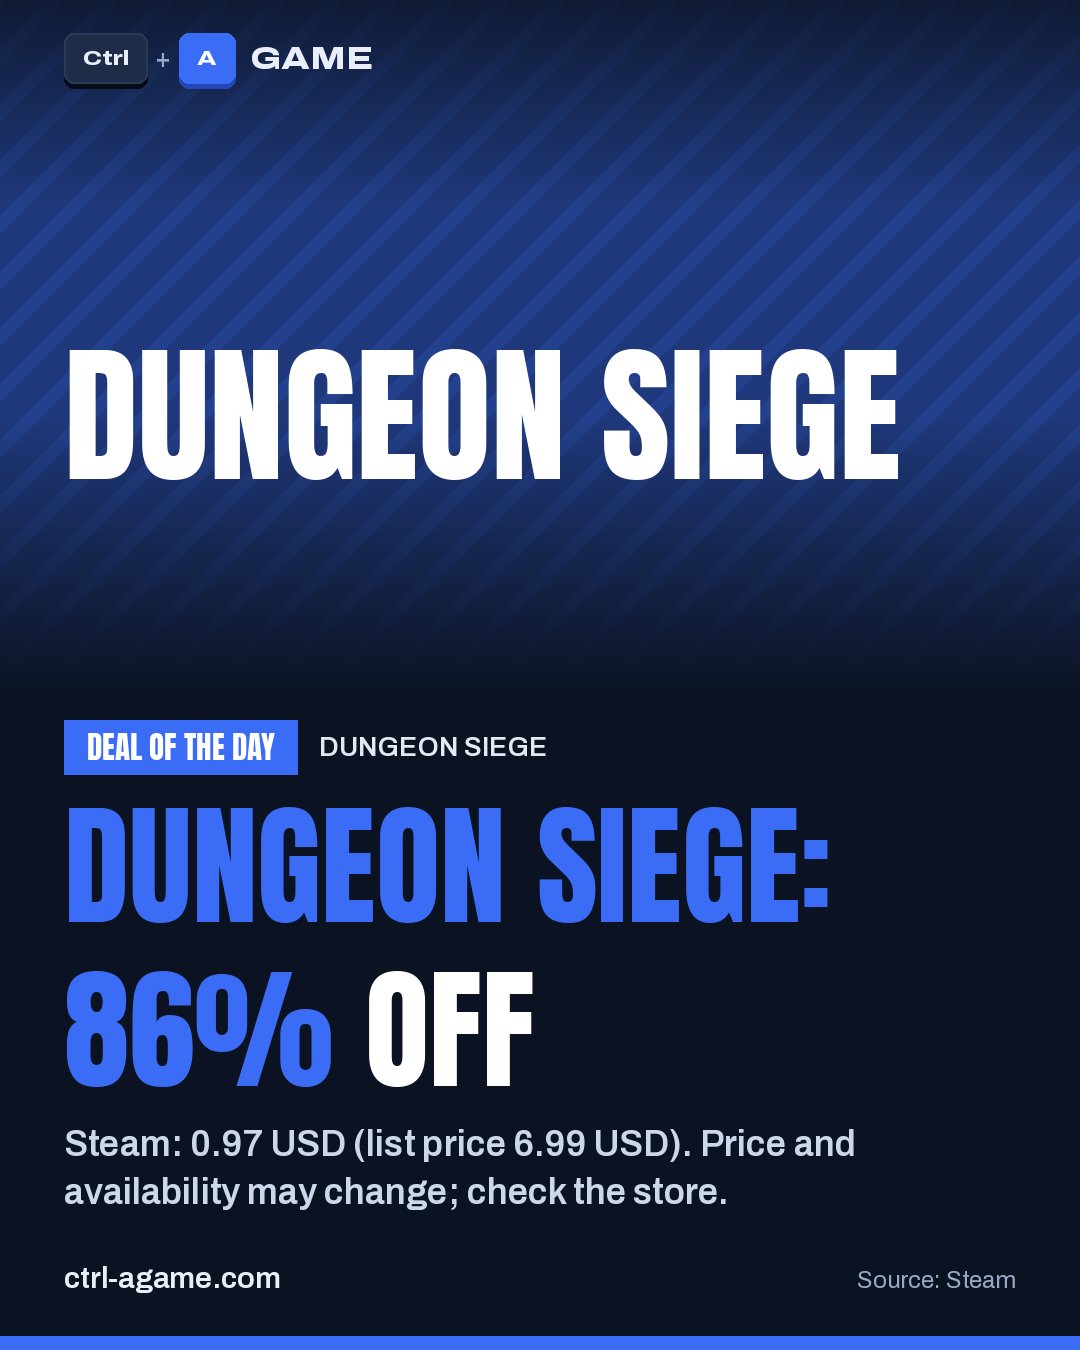 Ctrl + A GAME
DUNGEON SIEGE
DEAL OF THE DAY DUNGEON SIEGE
DUNGEON SIEGE:
86% OFF
Steam: 0.97 USD (list price 6.99 USD). Price and
availability may change; check the store.
ctrl-agame.com Source: Steam